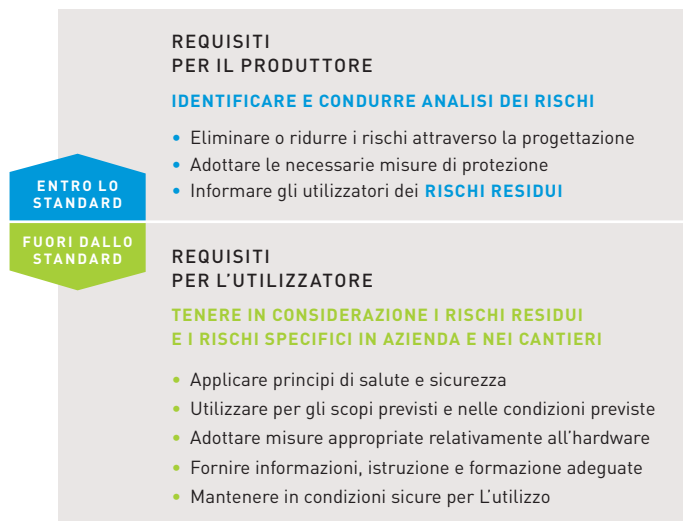 REQUISITI
PER IL PRODUTTORE
IDENTIFICARE E CONDURRE ANALISI DEI RISCHI
• Eliminare o ridurre i rischi attraverso la progettazione
• Adottare le necessarie misure di protezione
• Informare gli utilizzatori dei RISCHI RESIDUI
ENTRO LO
STANDARD
FUORI DALLO
STANDARD
REQUISITI
PER L'UTILIZZATORE
TENERE IN CONSIDERAZIONE I RISCHI RESIDUI
E I RISCHI SPECIFICI IN AZIENDA E NEI CANTIERI
• Applicare principi di salute e sicurezza
• Utilizzare per gli scopi previsti e nelle condizioni previste
• Adottare misure appropriate relativamente all'hardware
• Fornire informazioni, istruzione e formazione adeguate
• Mantenere in condizioni sicure per L'utilizzo